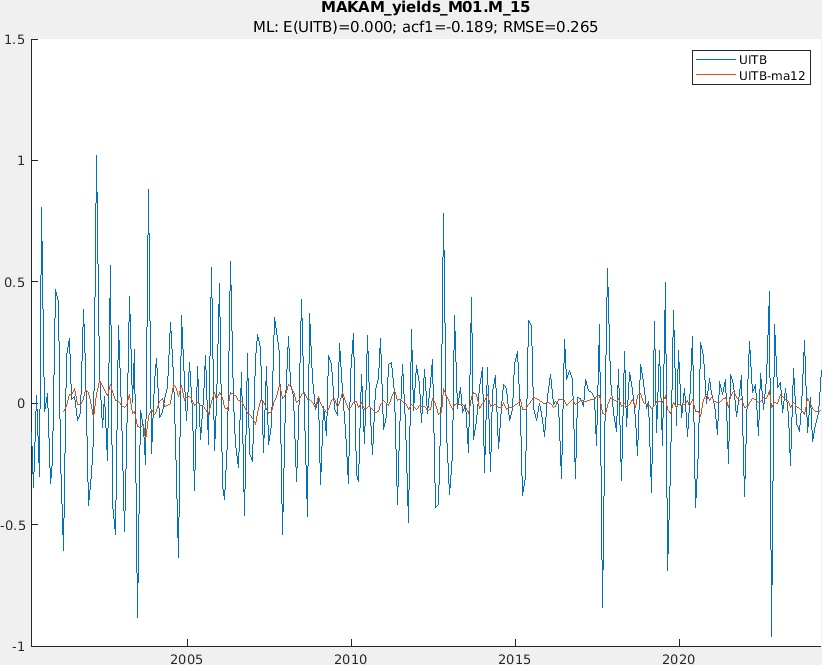 MAKAM_yields_M01.M_15
ML: E(UITB)=0.000; acf1=-0.189; RMSE=0.265
1.5
UITB
UITB-ma12
1
0.5
0
-0.5
-1
2005
2010
2015
2020